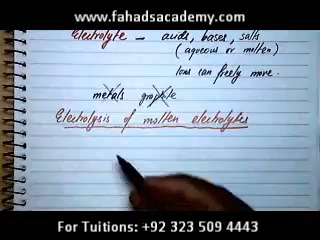 www.fahadsacademy.com
Electrolyte - acids, bases, salts
(aqueous or molten)
Ions can freely move.
metals graphite
Electrolysis of molten electrolytes
For Tuitions: +92 323 509 4443